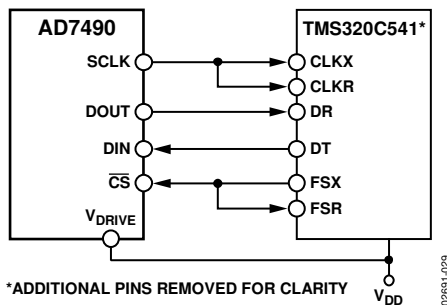 AD7490
TMS320C541*
SCLK
CLKX
CLKR
DOUT
DR
DIN
DT
CS
FSX
FSR
VDRIVE
*ADDITIONAL PINS REMOVED FOR CLARITY
VDD
02691-029